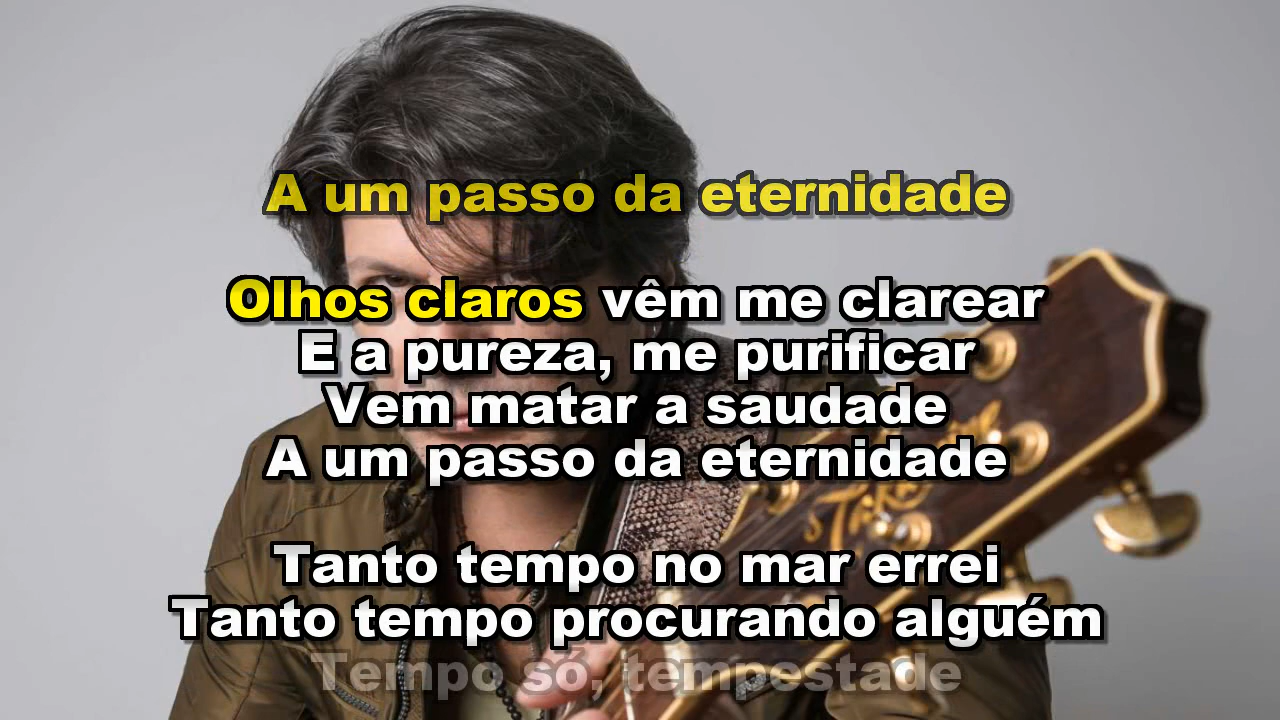 A um passo da eternidade
Olhos claros vêm me clarear
E a pureza, me purificar
Vem matar a saudade
A um passo da eternidade
Tanto tempo no mar errei
Tanto tempo procurando alguém
Tempo só, tempestade